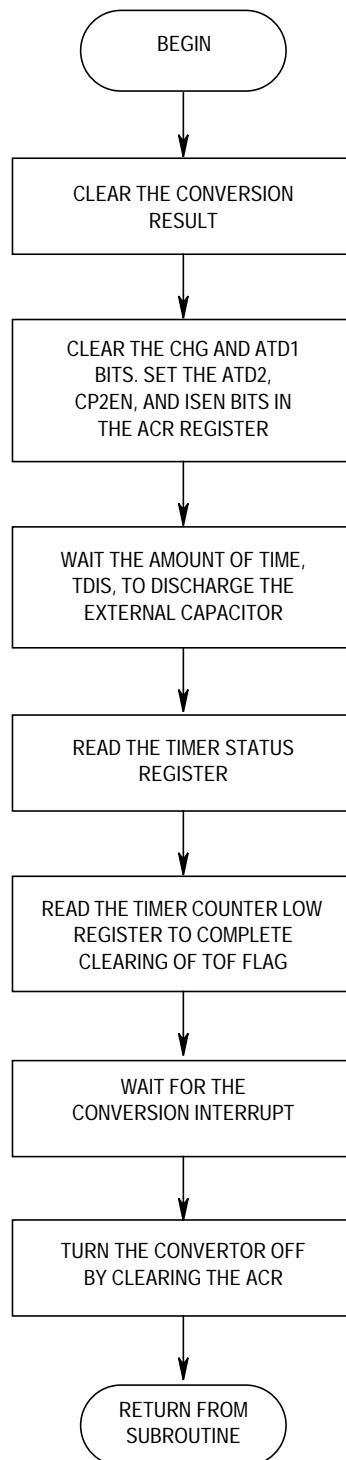 BEGIN
CLEAR THE CONVERSION
RESULT
CLEAR THE CHG AND ATD1
BITS. SET THE ATD2,
CP2EN, AND ISEN BITS IN
THE ACR REGISTER
WAIT THE AMOUNT OF TIME,
TDIS, TO DISCHARGE THE
EXTERNAL CAPACITOR
READ THE TIMER STATUS
REGISTER
READ THE TIMER COUNTER LOW
REGISTER TO COMPLETE
CLEARING OF TOF FLAG
WAIT FOR THE
CONVERSION INTERRUPT
TURN THE CONVERTOR OFF
BY CLEARING THE ACR
RETURN FROM
SUBROUTINE